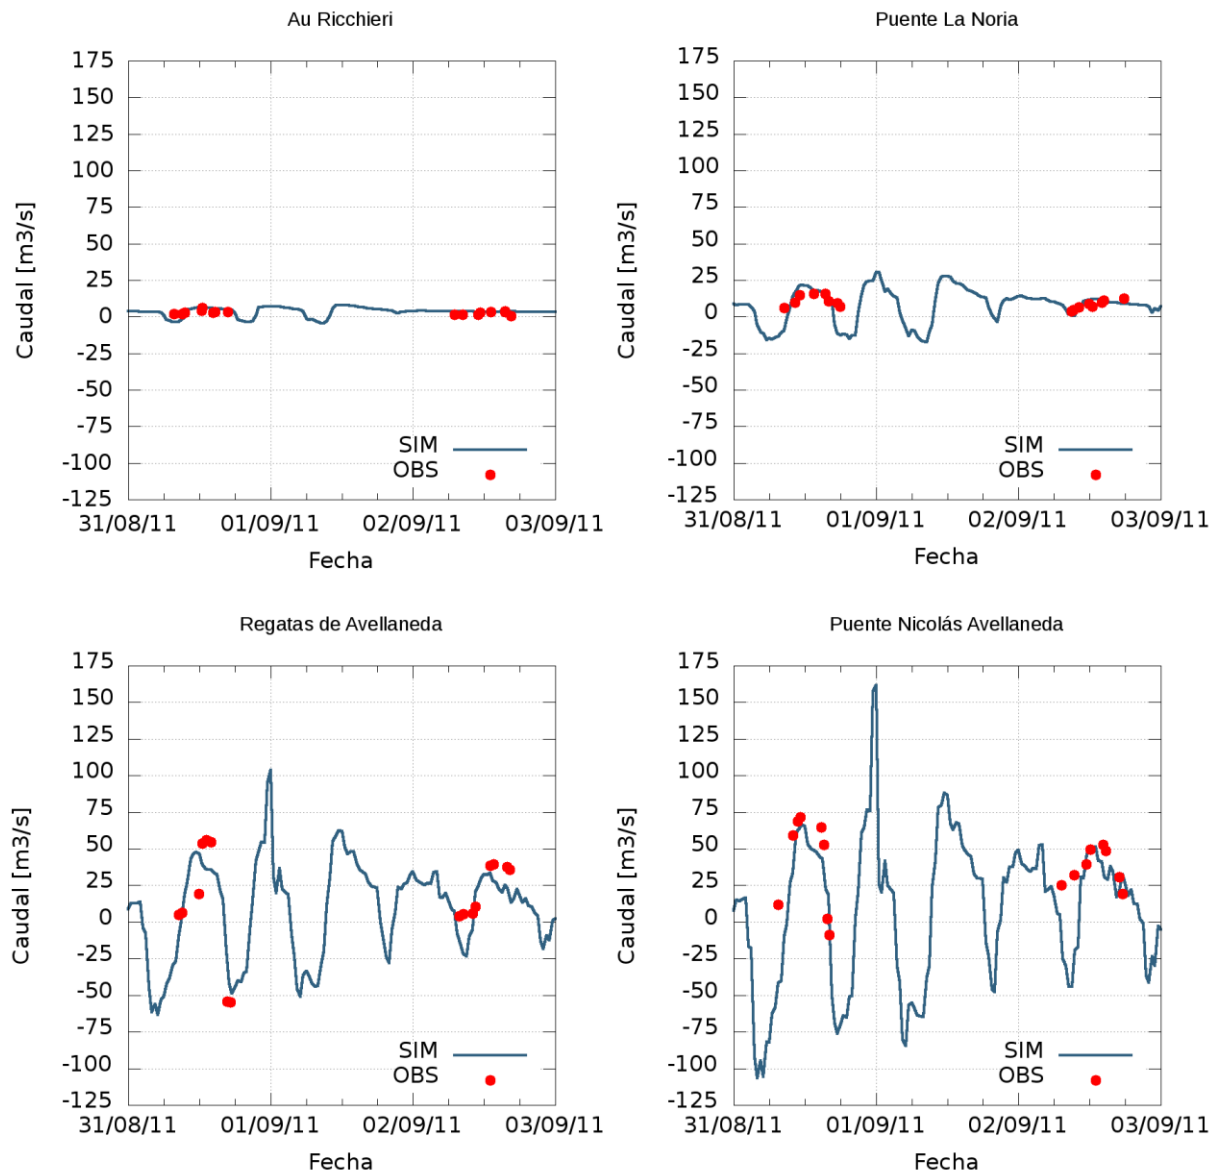 Au Ricchieri
175
150
125
100
75
50
25
0
-25
-50
-75
-100
-125
Caudal [m3/s]
SIM
OBS
31/08/11 01/09/11 02/09/11 03/09/11
Fecha
Puente La Noria
175
150
125
100
75
50
25
0
-25
-50
-75
-100
-125
Caudal [m3/s]
SIM
OBS
31/08/11 01/09/11 02/09/11 03/09/11
Fecha
Regatas de Avellaneda
175
150
125
100
75
50
25
0
-25
-50
-75
-100
-125
Caudal [m3/s]
SIM
OBS
31/08/11 01/09/11 02/09/11 03/09/11
Fecha
Puente Nicolás Avellaneda
175
150
125
100
75
50
25
0
-25
-50
-75
-100
-125
Caudal [m3/s]
SIM
OBS
31/08/11 01/09/11 02/09/11 03/09/11
Fecha